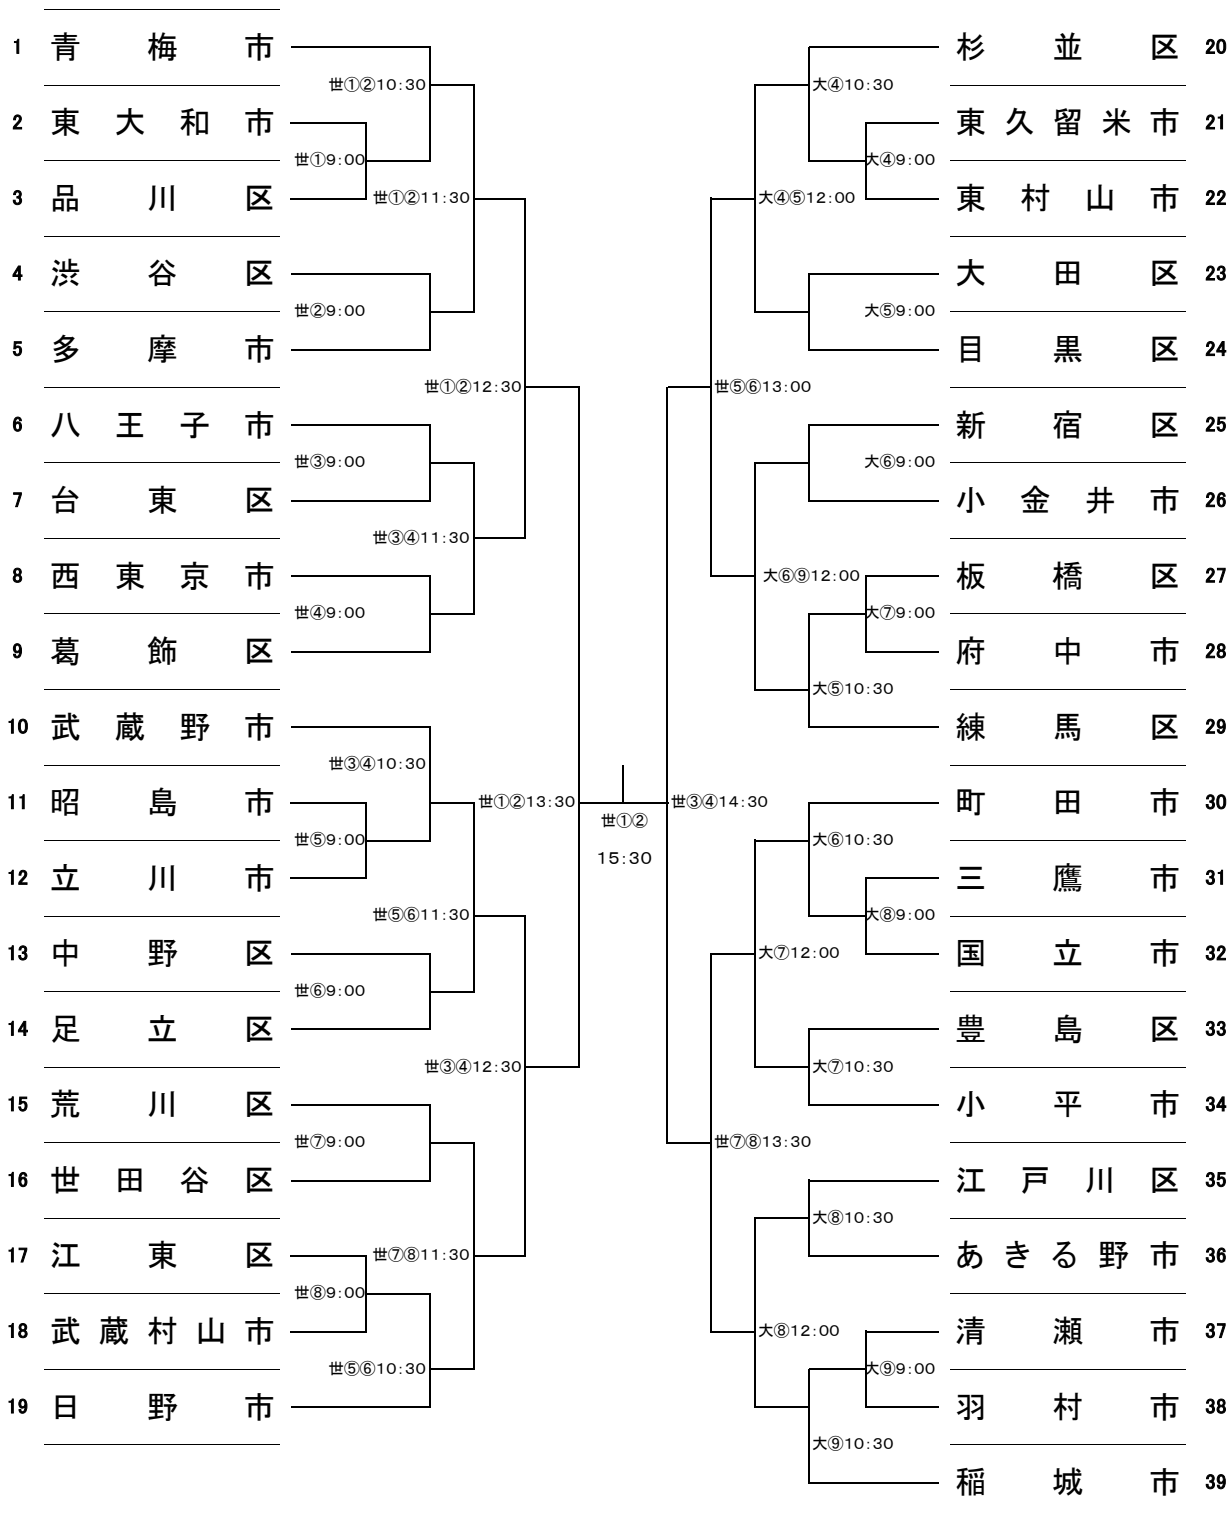 1 青梅市
世①②10:30
2 東大和市
世①9:00
3 品川区
世①②11:30
4 渋谷区
世②9:00
5 多摩市
世①②12:30
6 八王子市
世③9:00
7 台東区
世③④11:30
8 西東京市
世④9:00
9 葛飾区
10 武蔵野市
世③④10:30
11 昭島市
世①②13:30
世⑤9:00
12 立川市
世⑤⑥11:30
13 中野区
世⑥9:00
14 足立区
世③④12:30
15 荒川区
世⑦9:00
16 世田谷区
17 江東区
世⑦⑧11:30
世⑧9:00
18 武蔵村山市
世⑤⑥10:30
19 日野市
世①②
15:30
杉並区 20
大④10:30
東久留米市 21
大④9:00
東村山市 22
大④⑤12:00
大田区 23
大⑤9:00
目黒区 24
世⑤⑥13:00
新宿区 25
大⑥9:00
小金井市 26
大⑥⑨12:00
板橋区 27
大⑦9:00
府中市 28
大⑤10:30
練馬区 29
世③④14:30
町田市 30
大⑥10:30
三鷹市 31
大⑧9:00
国立市 32
大⑦12:00
豊島区 33
大⑦10:30
小平市 34
世⑦⑧13:30
江戸川区 35
大⑧10:30
あきる野市 36
大⑧12:00
清瀬市 37
大⑨9:00
羽村市 38
大⑨10:30
稲城市 39